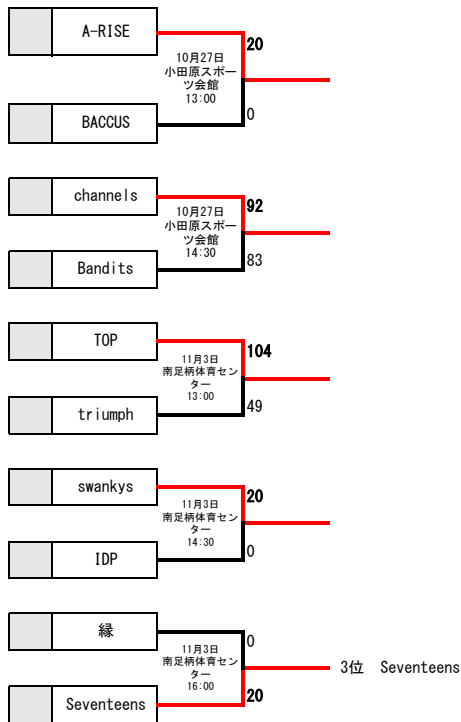 A-RISE
20
10月27日
小田原スポー
ツ会館
13:00
BACCUS
0
channels
92
10月27日
小田原スポー
ツ会館
14:30
Bandits
83
TOP
104
11月3日
南足柄体育セン
ター
13:00
triumph
49
swankys
20
11月3日
南足柄体育セン
ター
14:30
IDP
0
縁
0
11月3日
南足柄体育セン
ター
16:00
3位 Seventeens
Seventeens
20